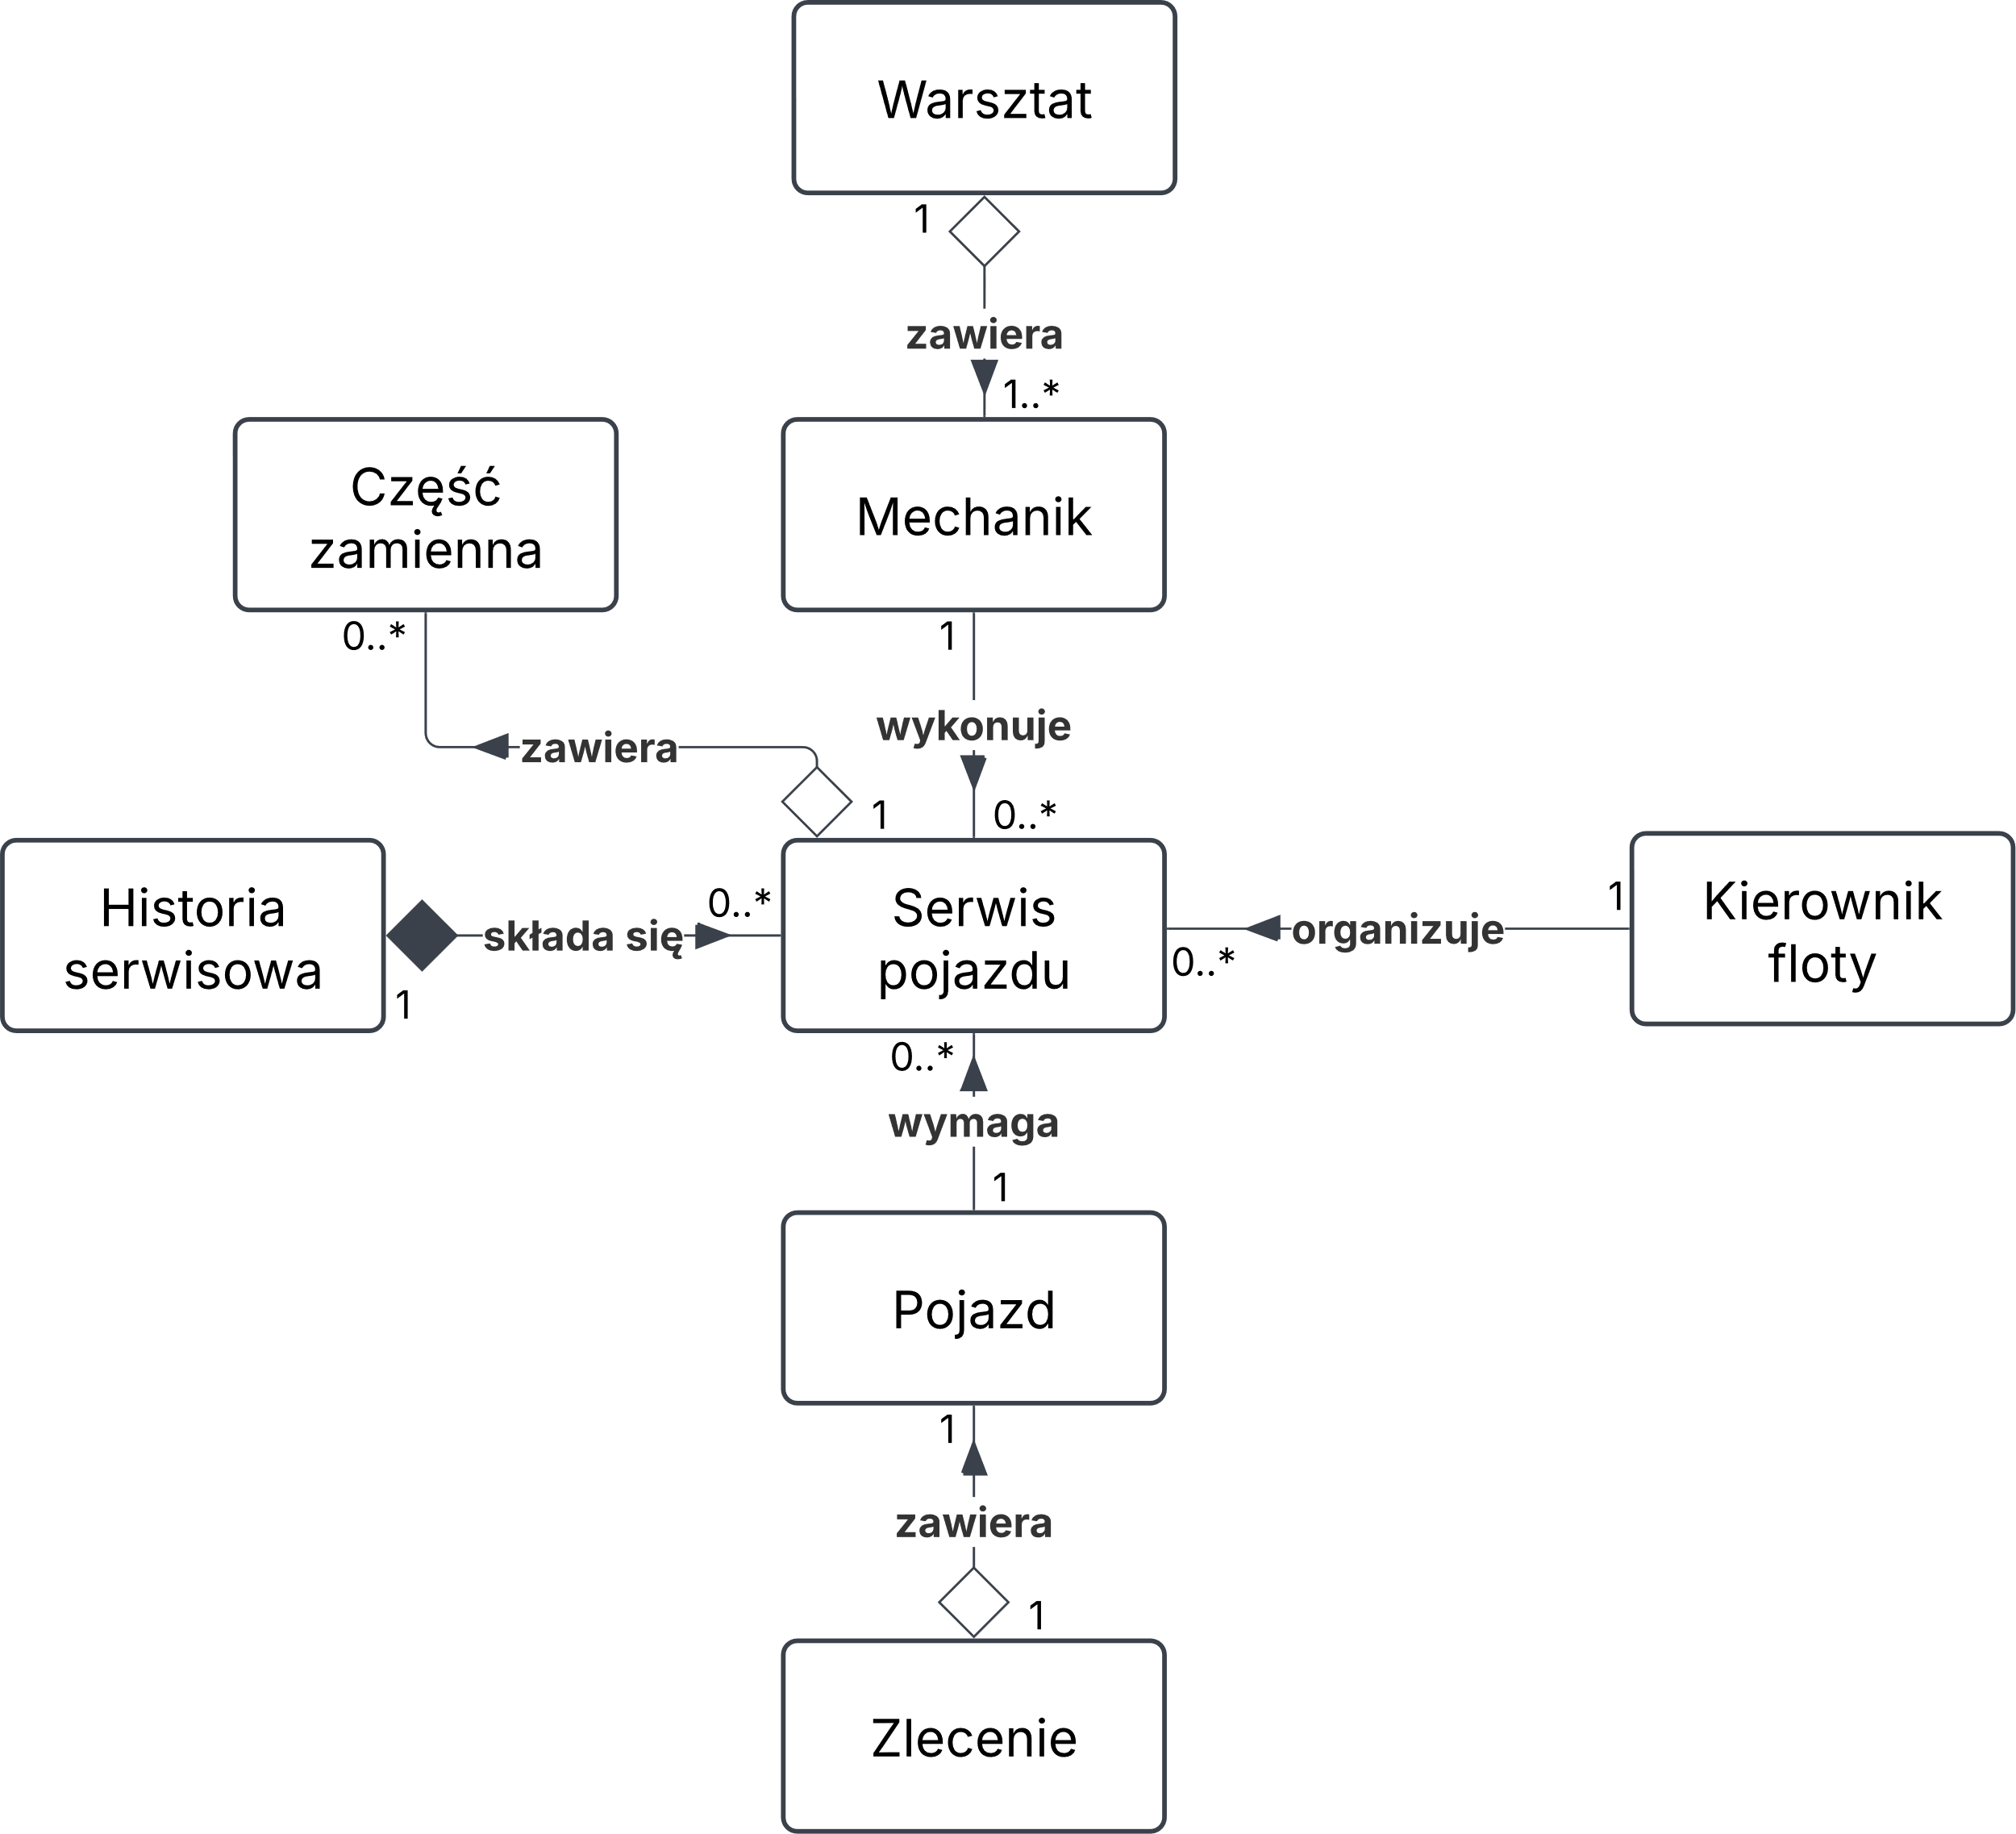 Warsztat
1
zawiera
1..*
Część
zamienna
Mechanik
0..*
1
wykonuje
zawiera
1
0..*
Historia
serwisowa
0..*
składa się
1
Serwis
pojazdu
1
organizuje
0..*
Kierownik
floty
0..*
wymaga
1
Pojazd
1
zawiera
1
Zlecenie